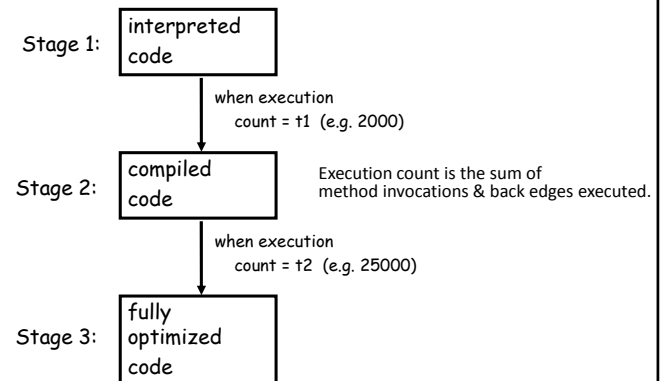 Stage 1:
interpreted
code
when execution
count = t1 (e.g. 2000)
Stage 2:
compiled
code
Execution count is the sum of
method invocations & back edges executed.
when execution
count = t2 (e.g. 25000)
Stage 3:
fully
optimized
code